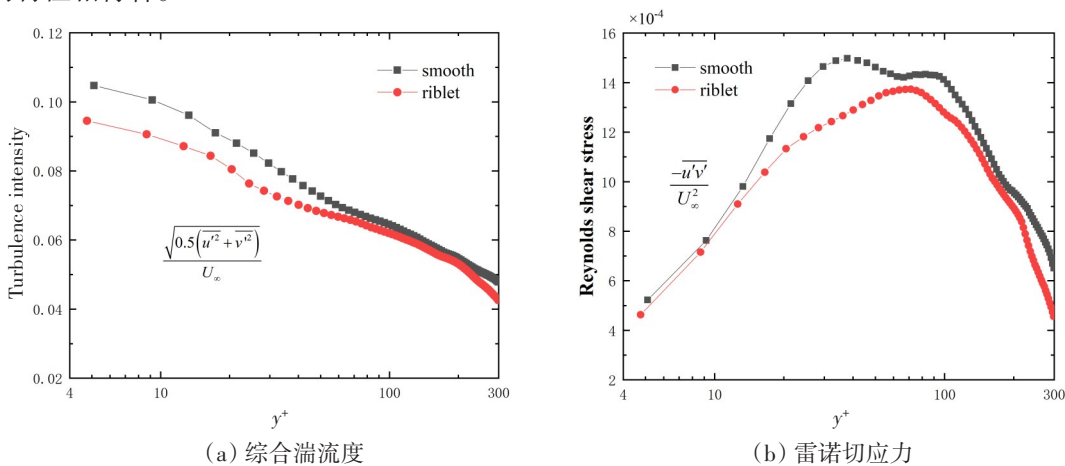 0.12
0.10
0.08
0.06
0.04
0.02
4
10
100
300
Turbulence intensity
y⁺
smooth
riblet
√(0.5(u′² + v′²)) / U∞
(a) 综合湍流度
×10⁻⁴
16
14
12
10
8
6
4
2
4
10
100
300
Reynolds shear stress
y⁺
smooth
riblet
−u′v′ / U²∞
(b) 雷诺切应力